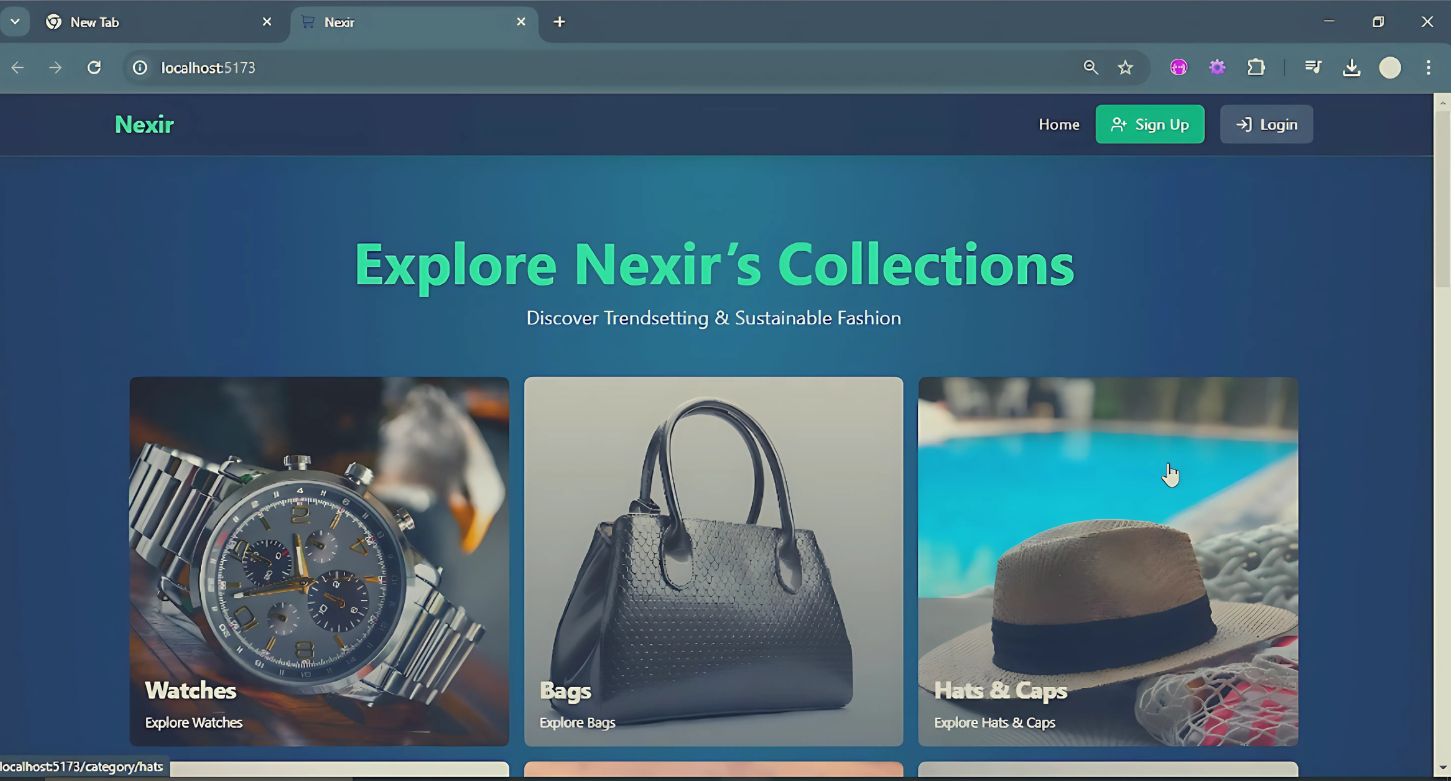 New Tab
Nexir
localhost:5173
Nexir
Home
Sign Up
Login
Explore Nexir’s Collections
Discover Trendsetting & Sustainable Fashion
Watches
Explore Watches
Bags
Explore Bags
Hats & Caps
Explore Hats & Caps
localhost:5173/category/hats